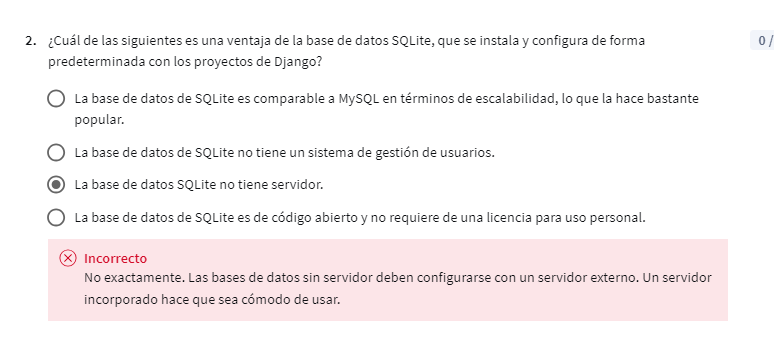 2. ¿Cuál de las siguientes es una ventaja de la base de datos SQLite, que se instala y configura de forma
predeterminada con los proyectos de Django?
0 /
La base de datos de SQLite es comparable a MySQL en términos de escalabilidad, lo que la hace bastante
popular.
La base de datos de SQLite no tiene un sistema de gestión de usuarios.
La base de datos SQLite no tiene servidor.
La base de datos de SQLite es de código abierto y no requiere de una licencia para uso personal.
Incorrecto
No exactamente. Las bases de datos sin servidor deben configurarse con un servidor externo. Un servidor
incorporado hace que sea cómodo de usar.